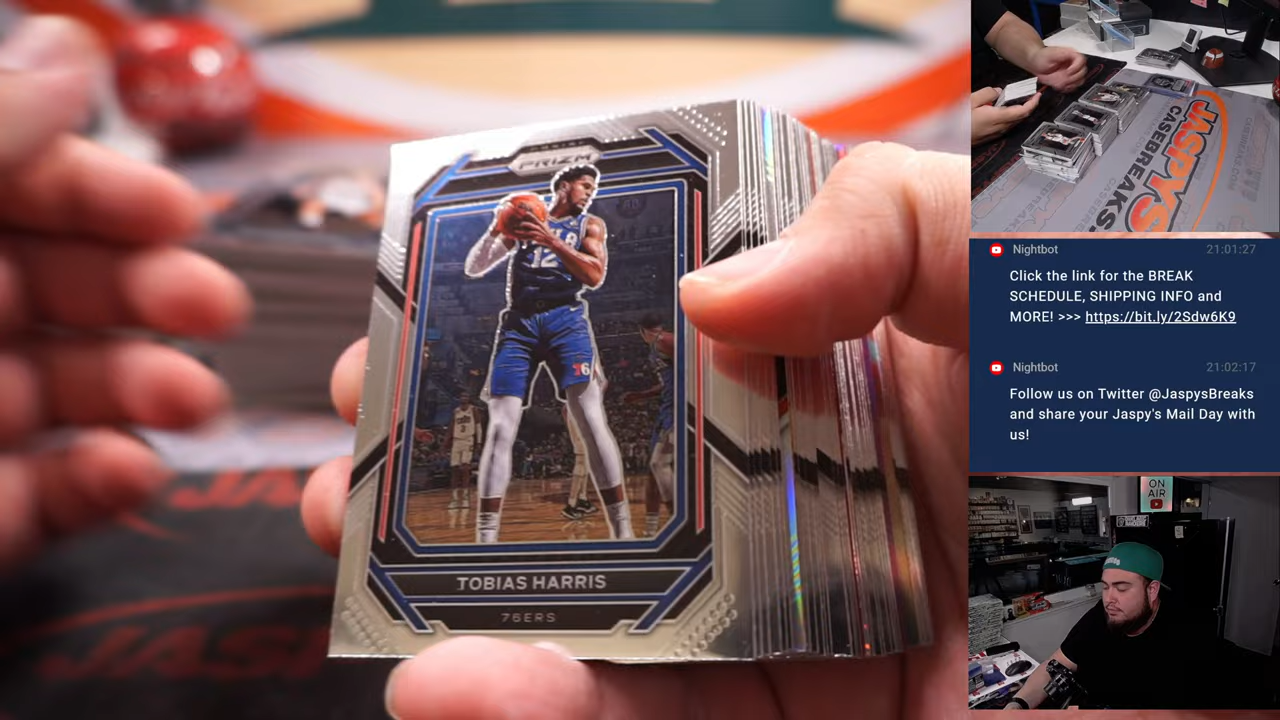 PANINI
PRIZM
12
76
TOBIAS HARRIS
76ERS
JASPYS
CASEBREAKS
Nightbot 21:01:27
Click the link for the BREAK
SCHEDULE, SHIPPING INFO and
MORE! >>> https://bit.ly/2Sdw6K9
Nightbot 21:02:17
Follow us on Twitter @JaspysBreaks
and share your Jaspy's Mail Day with
us!
ON
AIR